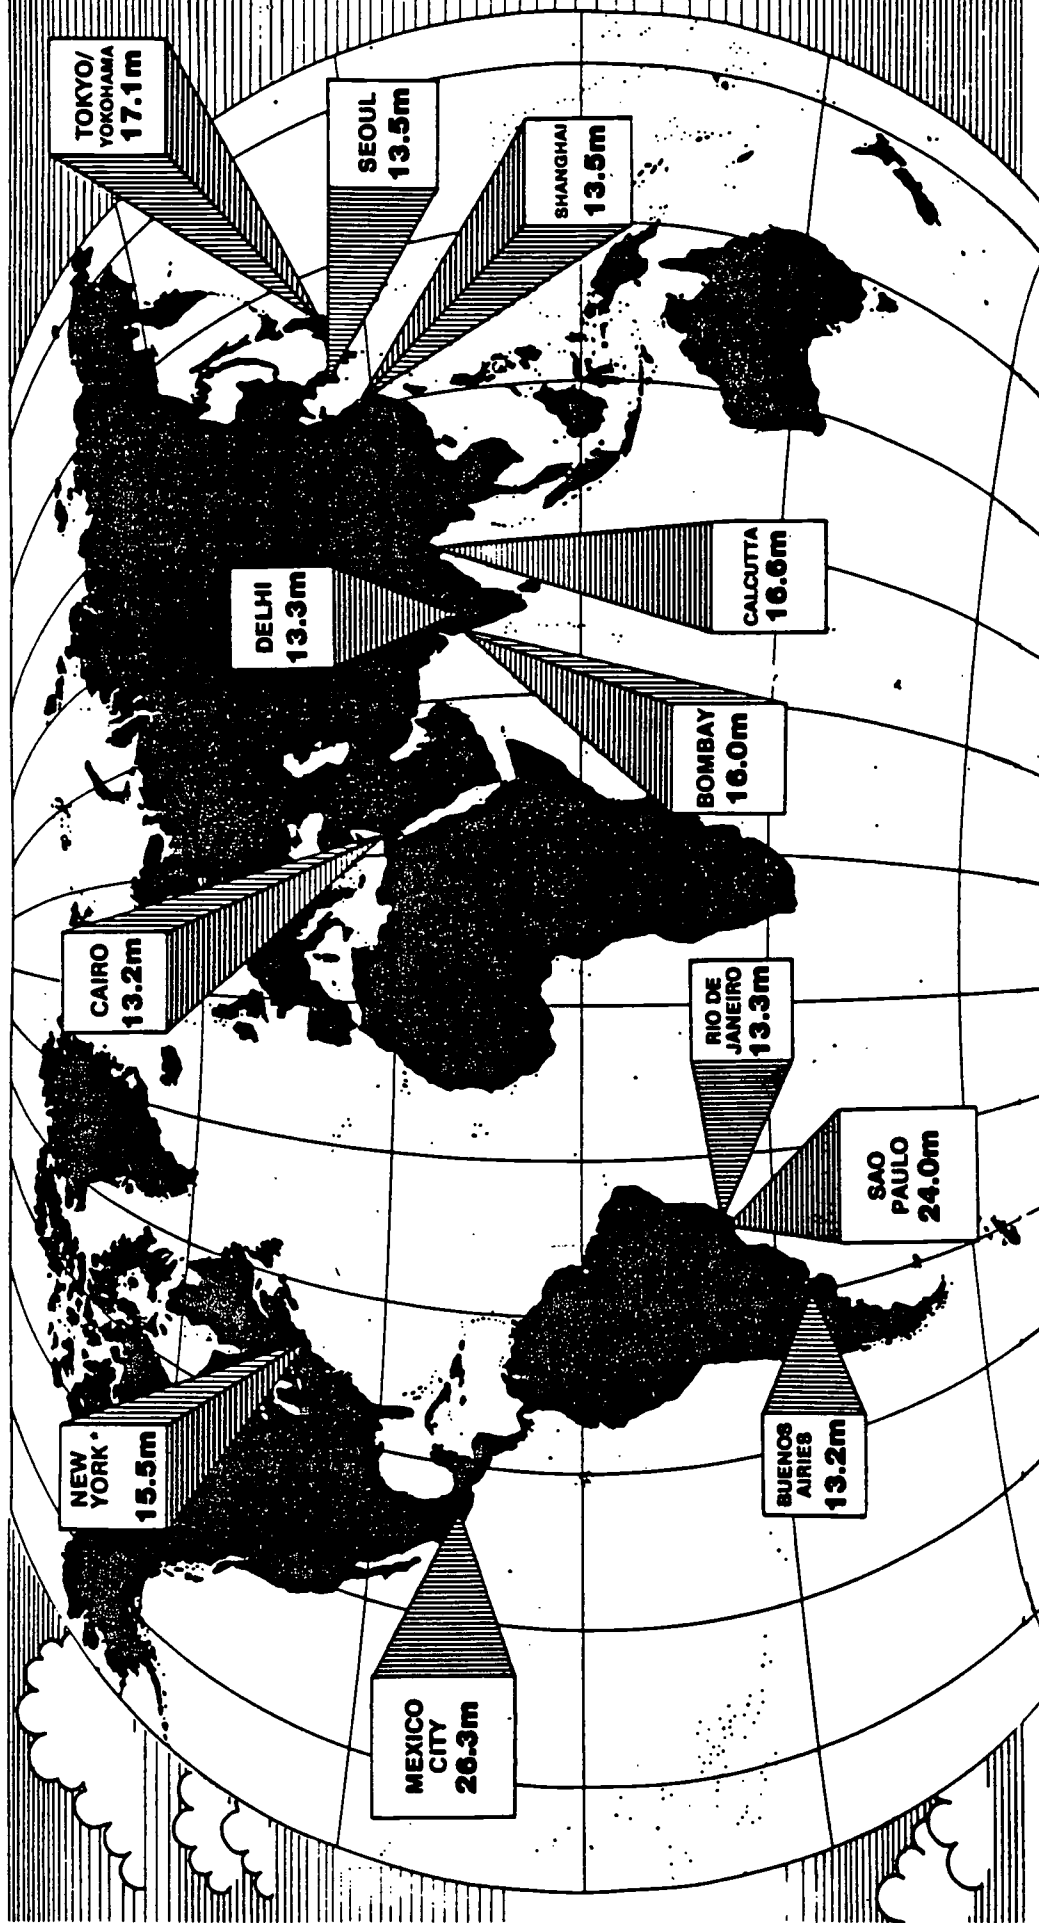 NEW
YORK*
15.5m
CAIRO
13.2m
TOKYO/
YOKOHAMA
17.1m
DELHI
13.3m
SEOUL
13.5m
MEXICO
CITY
26.3m
SHANGHAI
13.5m
BOMBAY
16.0m
CALCUTTA
16.6m
RIO DE
JANEIRO
13.3m
BUENOS
AIRIES
13.2m
SAO
PAULO
24.0m